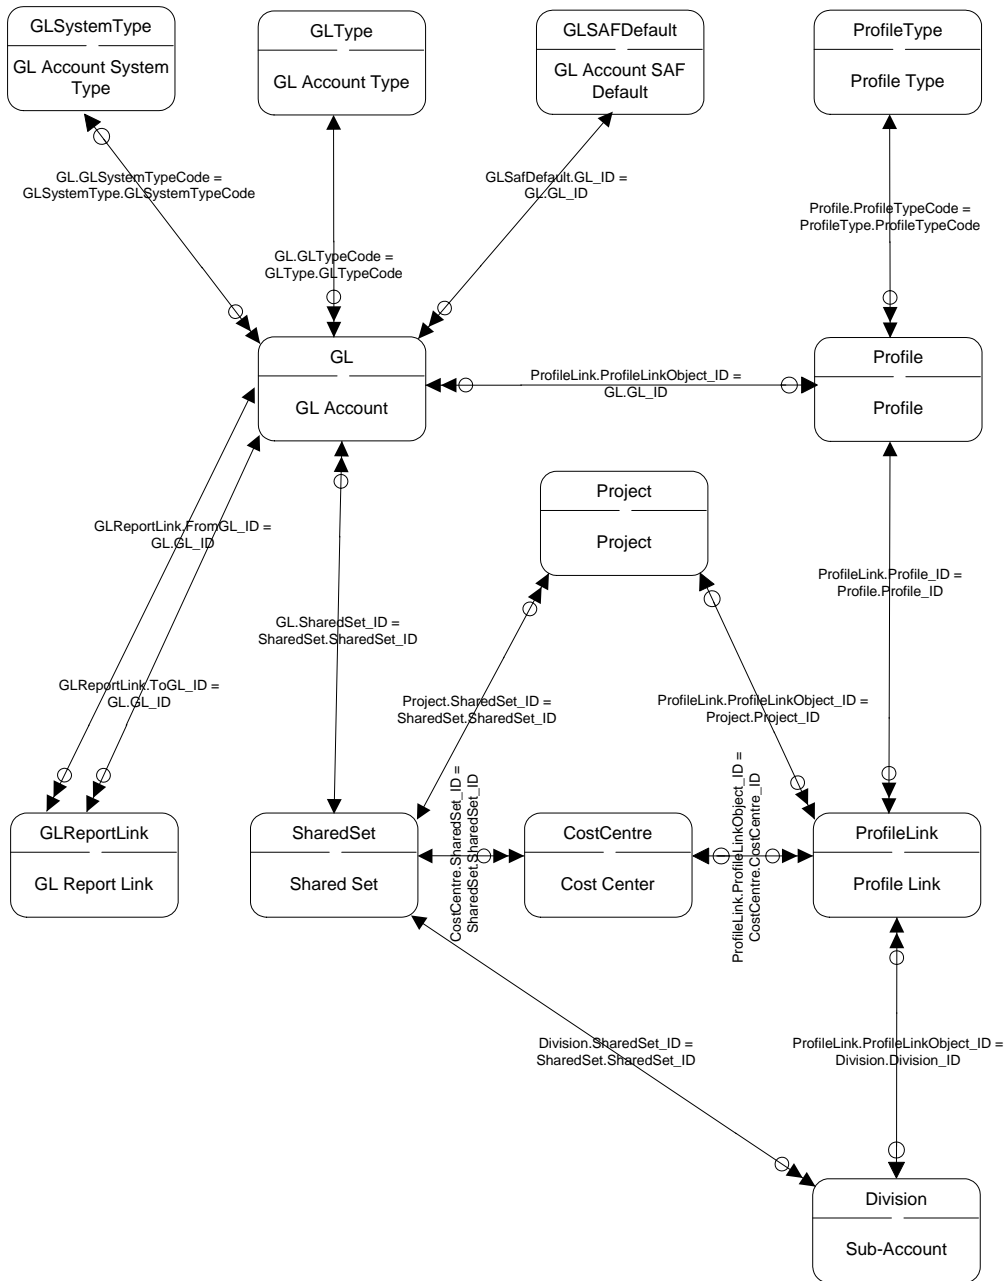 GLSystemType
GL Account System
Type
GLType
GL Account Type
GLSAFDefault
GL Account SAF
Default
ProfileType
Profile Type
GL.GLSystemTypeCode =
GLSystemType.GLSystemTypeCode
GLSafDefault.GL_ID =
GL.GL_ID
Profile.ProfileTypeCode =
ProfileType.ProfileTypeCode
GL.GLTypeCode =
GLType.GLTypeCode
GL
GL Account
ProfileLink.ProfileLinkObject_ID =
GL.GL_ID
Profile
Profile
Project
Project
GLReportLink.FromGL_ID =
GL.GL_ID
ProfileLink.Profile_ID =
Profile.Profile_ID
GL.SharedSet_ID =
SharedSet.SharedSet_ID
GLReportLink.ToGL_ID =
GL.GL_ID
Project.SharedSet_ID =
SharedSet.SharedSet_ID
ProfileLink.ProfileLinkObject_ID =
Project.Project_ID
GLReportLink
GL Report Link
SharedSet
Shared Set
CostCentre.SharedSet_ID =
SharedSet.SharedSet_ID
CostCentre
Cost Center
ProfileLink.ProfileLinkObject_ID =
CostCentre.CostCentre_ID
ProfileLink
Profile Link
Division.SharedSet_ID =
SharedSet.SharedSet_ID
ProfileLink.ProfileLinkObject_ID =
Division.Division_ID
Division
Sub-Account